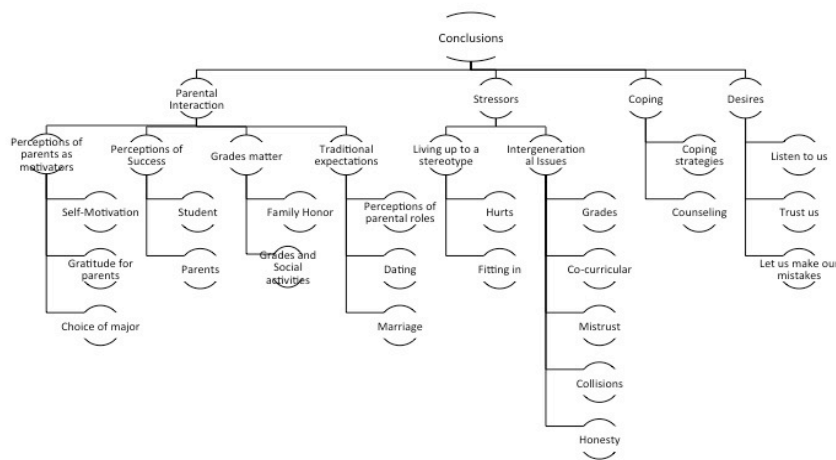 Conclusions
Parental
Interaction
Stressors
Coping
Desires
Perceptions of
parents as
motivaters
Perceptions of
Success
Grades matter
Traditional
expectations
Living up to a
stereotype
Intergeneration
al Issues
Coping
strategies
Listen to us
Self-Motivation
Student
Family Honor
Perceptions of
parental roles
Hurts
Grades
Counseling
Trust us
Gratitude for
parents
Parents
Grades and
Social
activities
Dating
Fitting in
Co-curricular
Let us make our
mistakes
Choice of major
Marriage
Mistrust
Collisions
Honesty